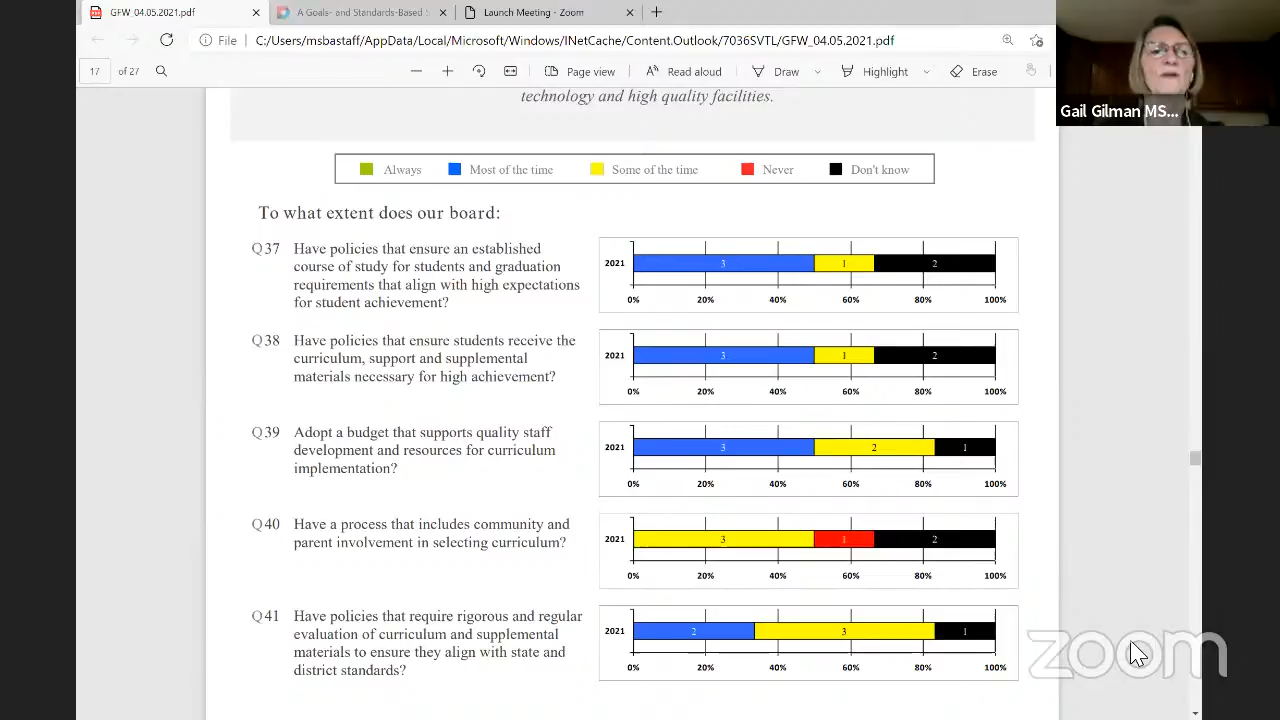 GFW_04.05.2021.pdf
A Goals- and Standards-Based S
Launch Meeting - Zoom
File
C:/Users/msbastaff/AppData/Local/Microsoft/Windows/INetCache/Content.Outlook/7036SVTL/GFW_04.05.2021.pdf
17 of 27
Page view
Read aloud
Draw
Highlight
Erase
Gail Gilman MS...
technology and high quality facilities.
Always Most of the time Some of the time Never Don't know
To what extent does our board:
Q37 Have policies that ensure an established
course of study for students and graduation
requirements that align with high expectations
for student achievement?
2021 3 1 2
0% 20% 40% 60% 80% 100%
Q38 Have policies that ensure students receive the
curriculum, support and supplemental
materials necessary for high achievement?
2021 3 1 2
0% 20% 40% 60% 80% 100%
Q39 Adopt a budget that supports quality staff
development and resources for curriculum
implementation?
2021 3 2 1
0% 20% 40% 60% 80% 100%
Q40 Have a process that includes community and
parent involvement in selecting curriculum?
2021 3 1 2
0% 20% 40% 60% 80% 100%
Q41 Have policies that require rigorous and regular
evaluation of curriculum and supplemental
materials to ensure they align with state and
district standards?
2021 2 3 1
0% 20% 40% 60% 80% 100%
zoom